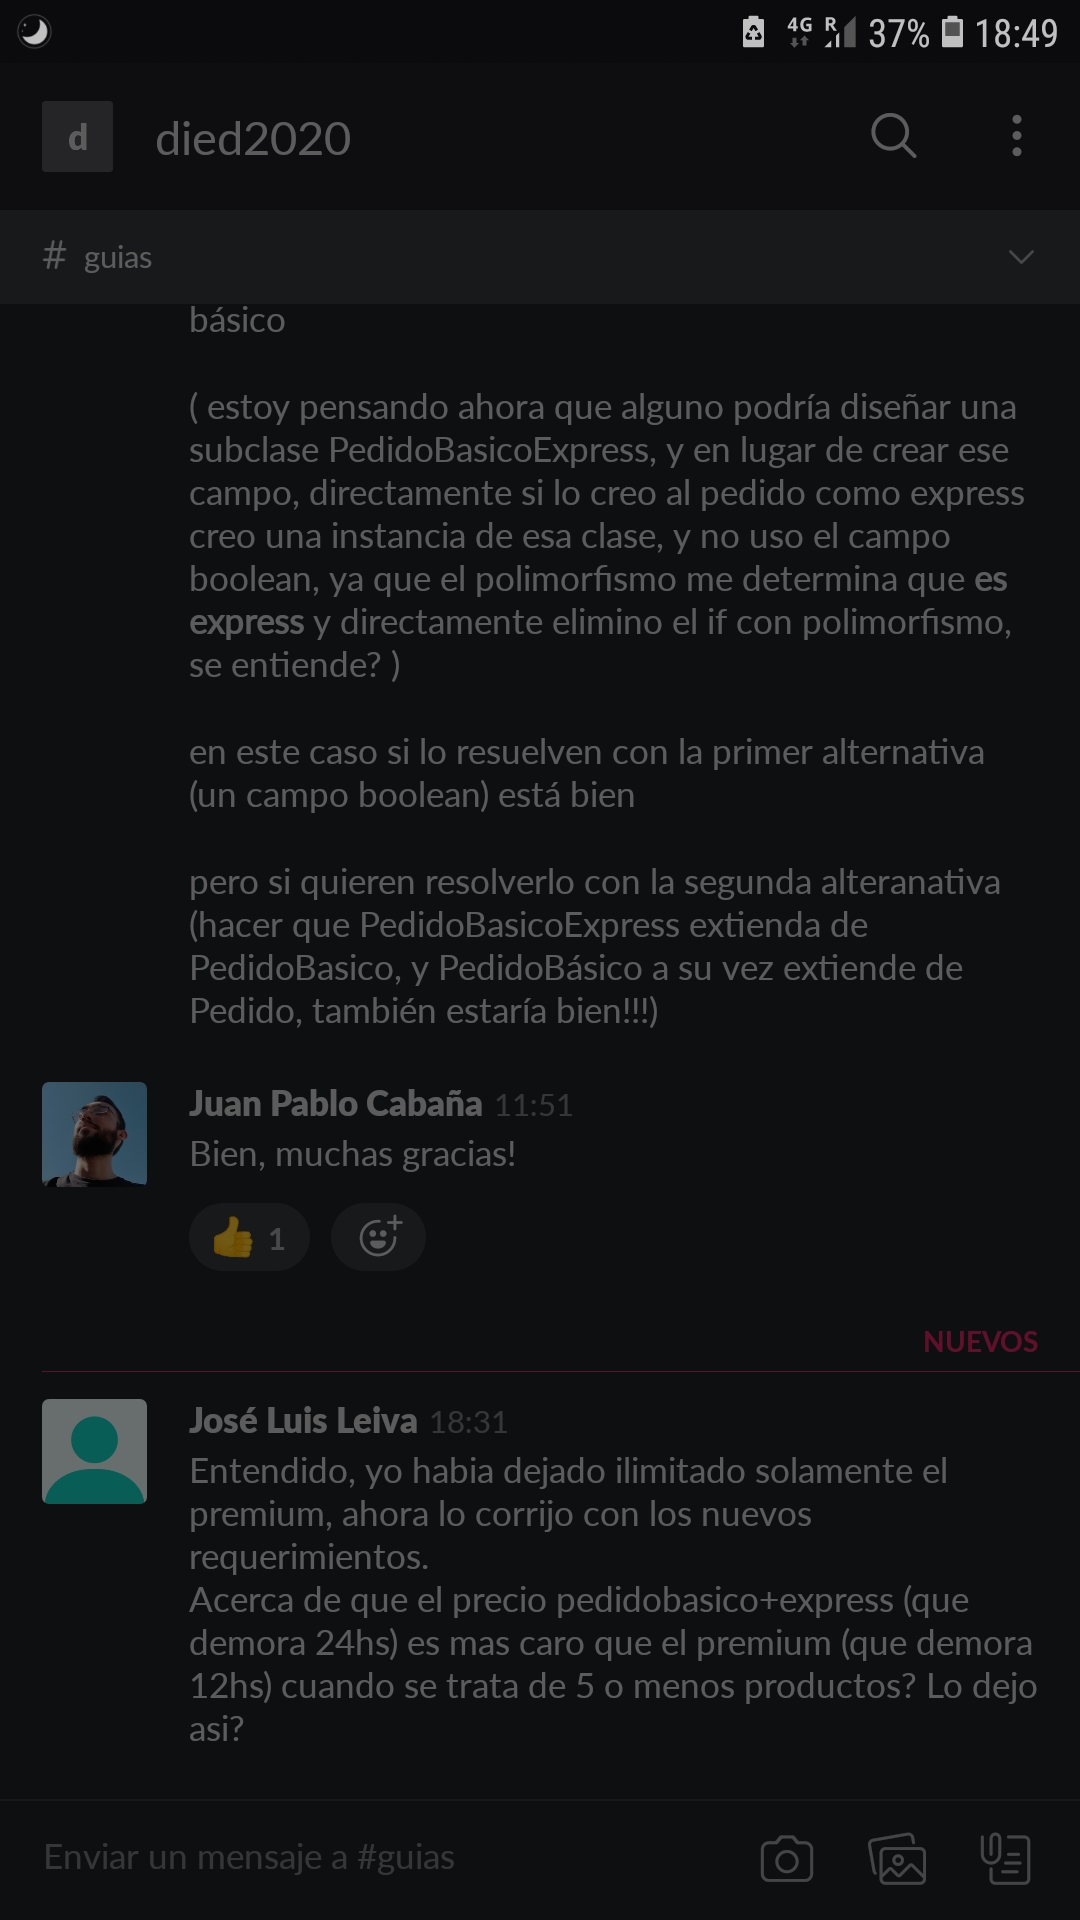 4G R 37% 18:49
d died2020
# guias
básico
( estoy pensando ahora que alguno podría diseñar una
subclase PedidoBasicoExpress, y en lugar de crear ese
campo, directamente si lo creo al pedido como express
creo una instancia de esa clase, y no uso el campo
boolean, ya que el polimorfismo me determina que es
express y directamente elimino el if con polimorfismo,
se entiende? )
en este caso si lo resuelven con la primer alternativa
(un campo boolean) está bien
pero si quieren resolverlo con la segunda alteranativa
(hacer que PedidoBasicoExpress extienda de
PedidoBasico, y PedidoBásico a su vez extiende de
Pedido, también estaría bien!!!)
Juan Pablo Cabaña 11:51
Bien, muchas gracias!
1
NUEVOS
José Luis Leiva 18:31
Entendido, yo habia dejado ilimitado solamente el
premium, ahora lo corrijo con los nuevos
requerimientos.
Acerca de que el precio pedidobasico+express (que
demora 24hs) es mas caro que el premium (que demora
12hs) cuando se trata de 5 o menos productos? Lo dejo
asi?
Enviar un mensaje a #guias